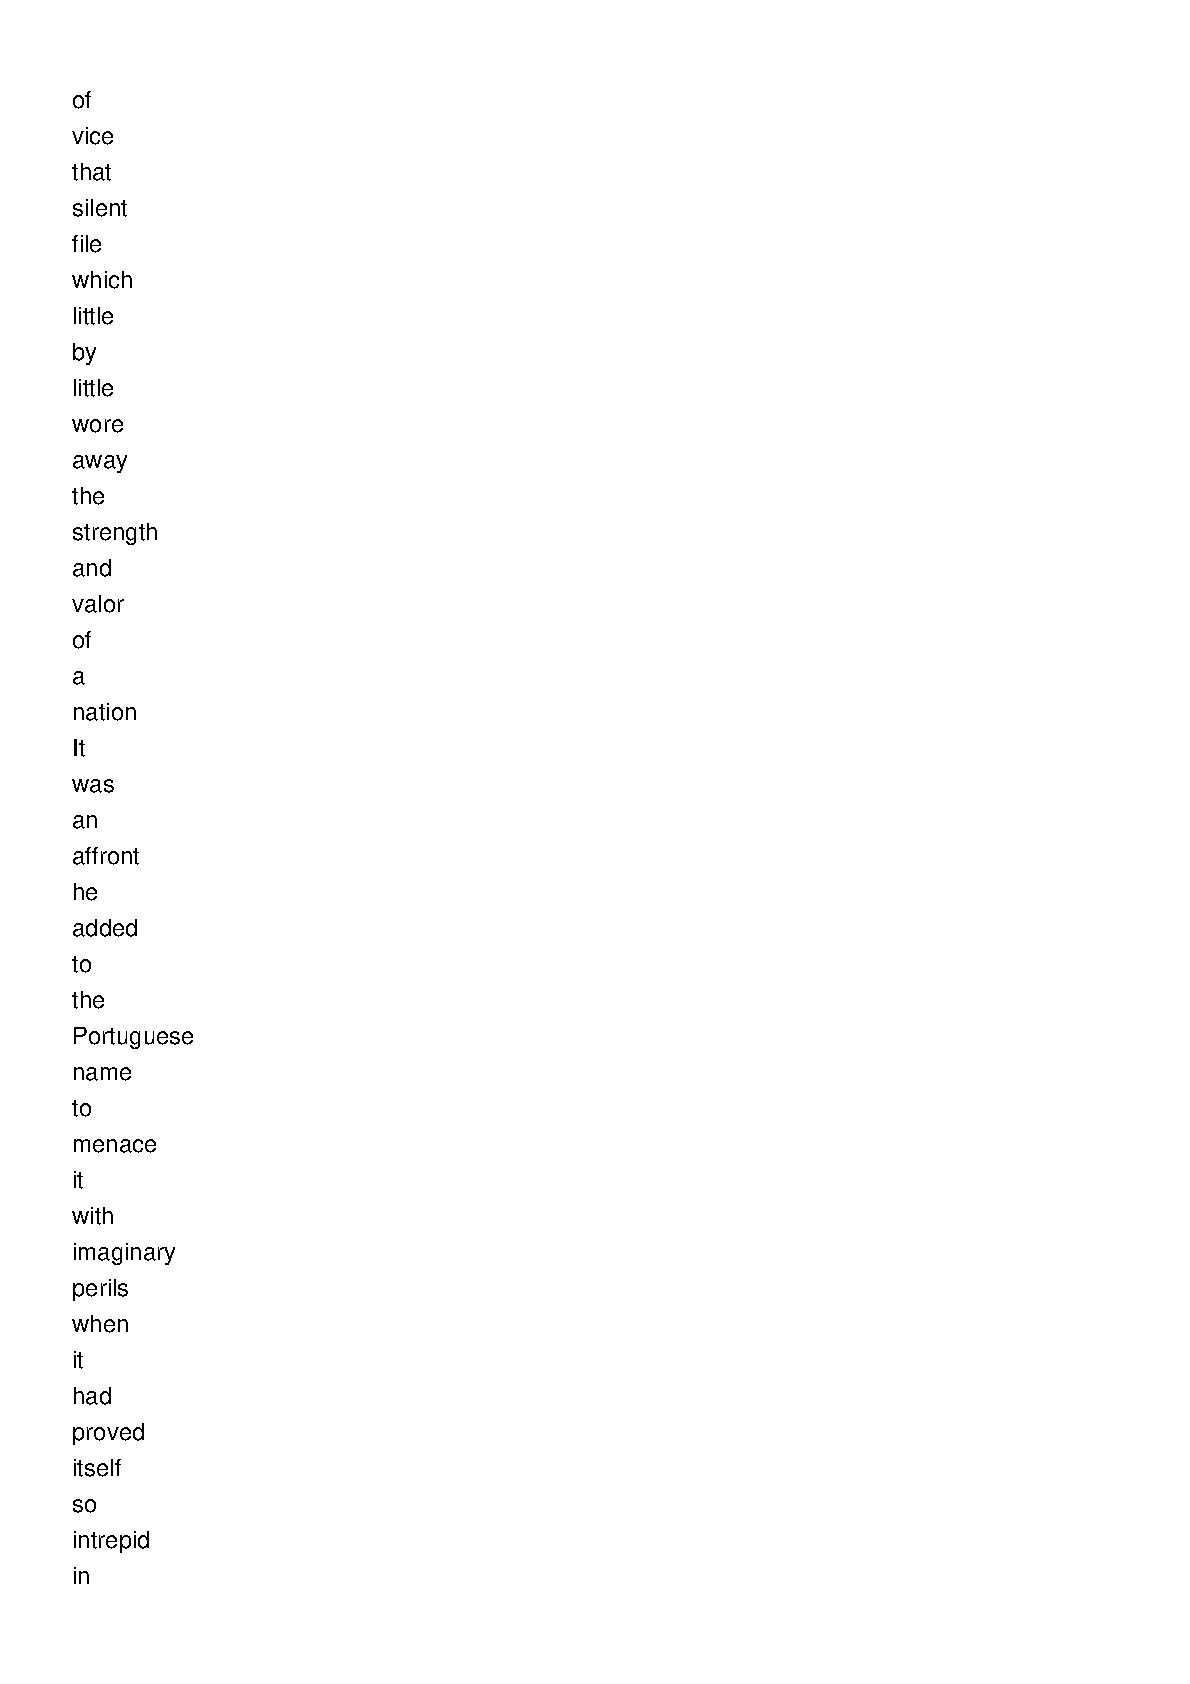 of
vice
that
silent
file
which
little
by
little
wore
away
the
strength
and
valor
of
a
nation
It
was
an
affront
he
added
to
the
Portuguese
name
to
menace
it
with
imaginary
perils
when
it
had
proved
itself
so
intrepid
in